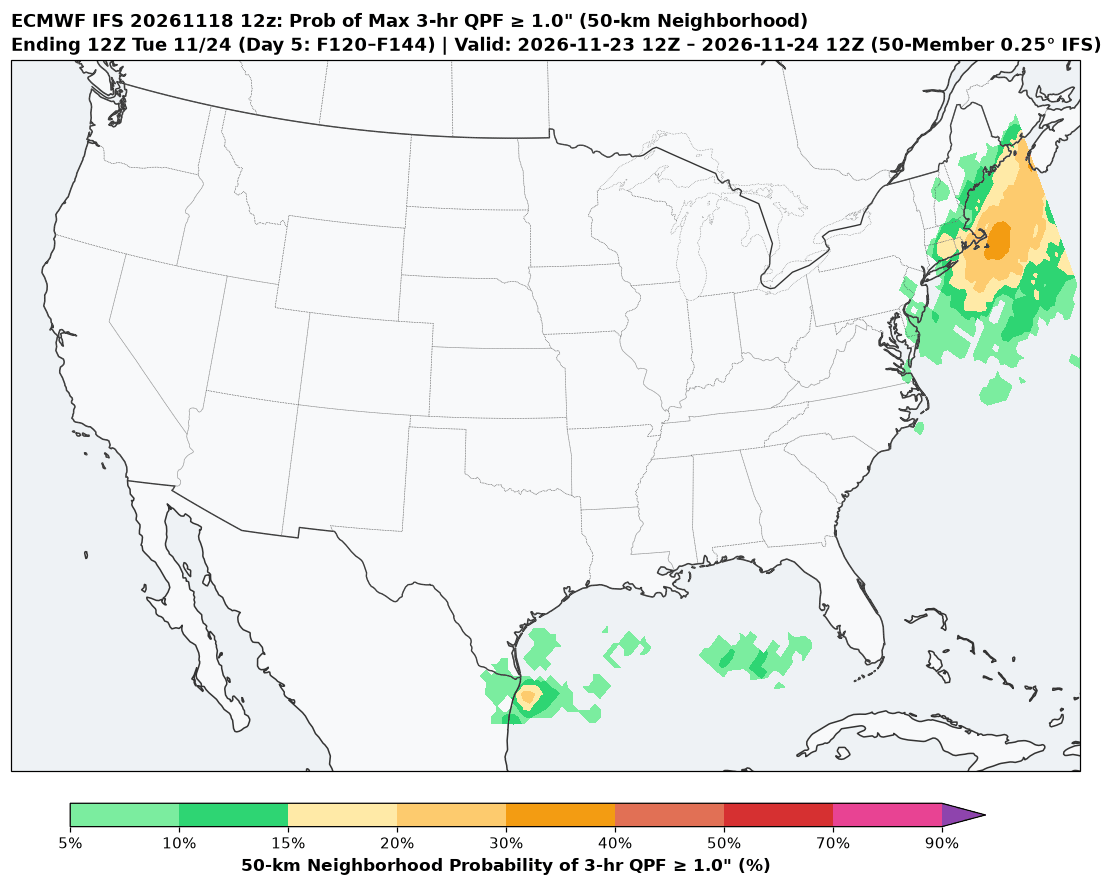 ECMWF IFS 20261118 12z: Prob of Max 3-hr QPF ≥ 1.0" (50-km Neighborhood)
Ending 12Z Tue 11/24 (Day 5: F120–F144) | Valid: 2026-11-23 12Z – 2026-11-24 12Z (50-Member 0.25° IFS)
5% 10% 15% 20% 30% 40% 50% 70% 90%
50-km Neighborhood Probability of 3-hr QPF ≥ 1.0" (%)